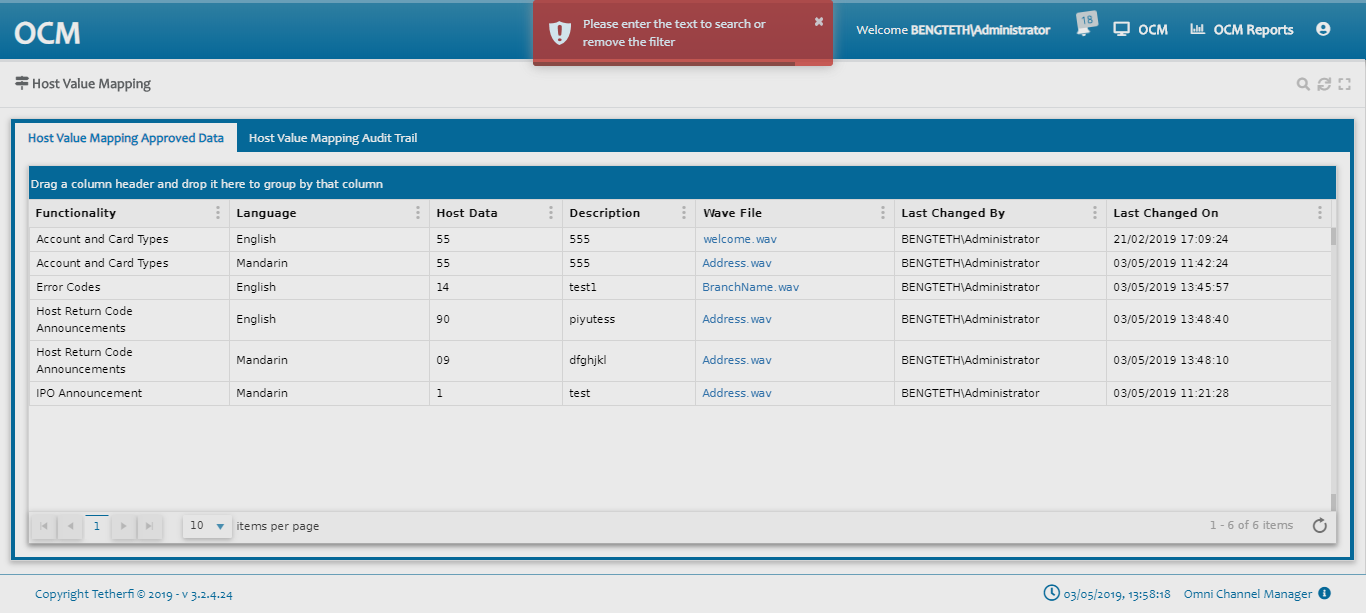 OCM
Please enter the text to search or
remove the filter
Welcome BENGTETH\Administrator
18
OCM
OCM Reports
Host Value Mapping
Host Value Mapping Approved Data
Host Value Mapping Audit Trail
Drag a column header and drop it here to group by that column
Functionality Language Host Data Description Wave File Last Changed By Last Changed On
Account and Card Types English 55 555 welcome.wav BENGTETH\Administrator 21/02/2019 17:09:24
Account and Card Types Mandarin 55 555 Address.wav BENGTETH\Administrator 03/05/2019 11:42:24
Error Codes English 14 test1 BranchName.wav BENGTETH\Administrator 03/05/2019 13:45:57
Host Return Code
Announcements English 90 piyutess Address.wav BENGTETH\Administrator 03/05/2019 13:48:40
Host Return Code
Announcements Mandarin 09 dfghjkl Address.wav BENGTETH\Administrator 03/05/2019 13:48:10
IPO Announcement Mandarin 1 test Address.wav BENGTETH\Administrator 03/05/2019 11:21:28
1 10 items per page 1 - 6 of 6 items
Copyright Tetherfi © 2019 - v 3.2.4.24 03/05/2019, 13:58:18 Omni Channel Manager